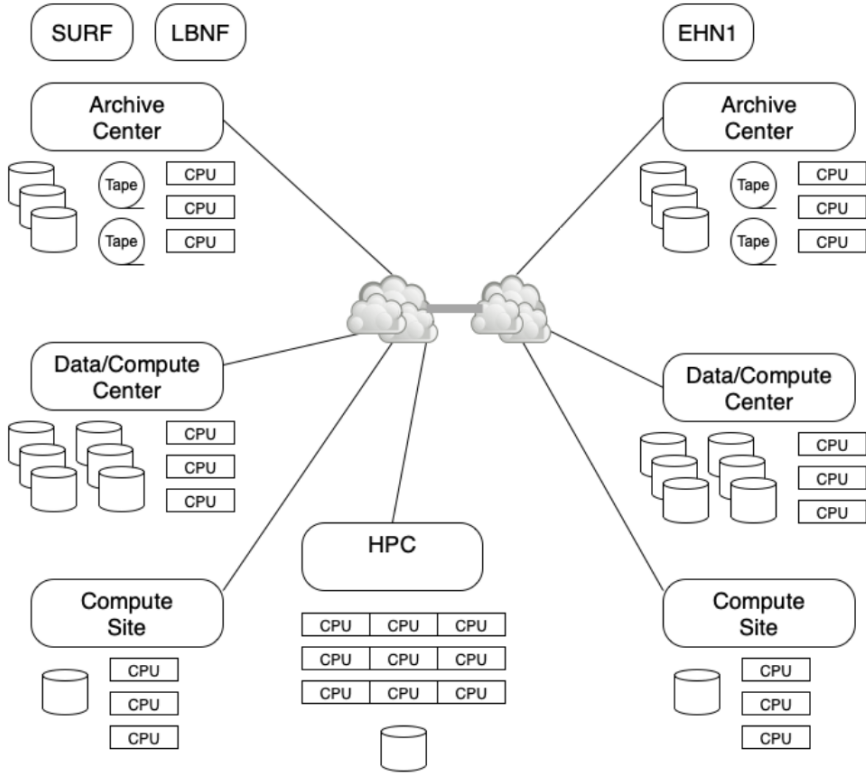 SURF
LBNF
EHN1
Archive
Center
Tape
Tape
CPU
CPU
CPU
Archive
Center
Tape
Tape
CPU
CPU
CPU
Data/Compute
Center
CPU
CPU
CPU
Data/Compute
Center
CPU
CPU
CPU
HPC
CPU CPU CPU
CPU CPU CPU
CPU CPU CPU
Compute
Site
CPU
CPU
CPU
Compute
Site
CPU
CPU
CPU